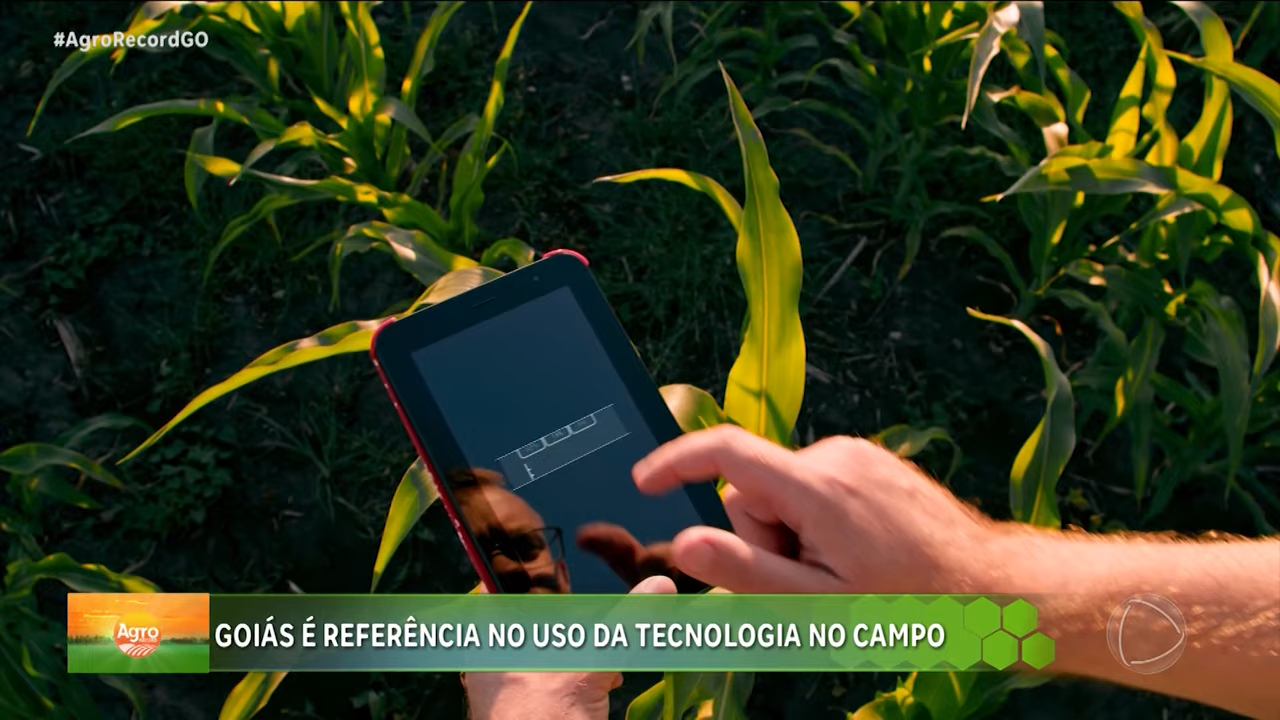 #AgroRecordGO
Agro
GOIÁS É REFERÊNCIA NO USO DA TECNOLOGIA NO CAMPO